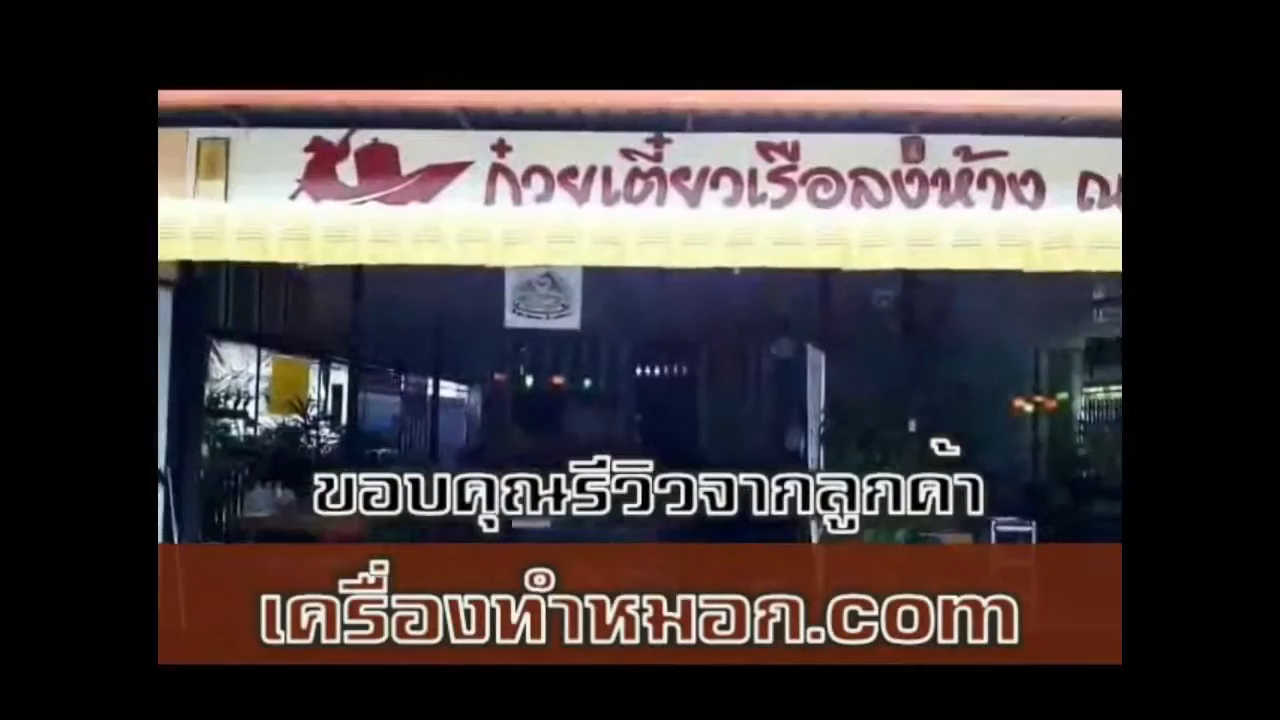 ก๋วยเตี๋ยวเรือลุงห้าง ณ
ขอบคุณรีวิวจากลูกค้า
เครื่องทำหมอก.com